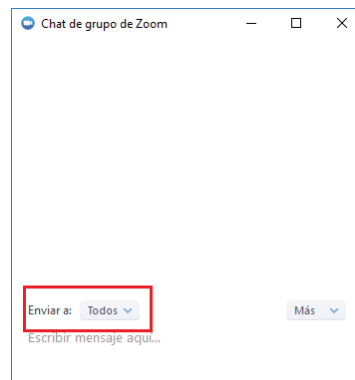 Chat de grupo de Zoom
Enviar a: Todos Más
Escribir mensaje aquí...